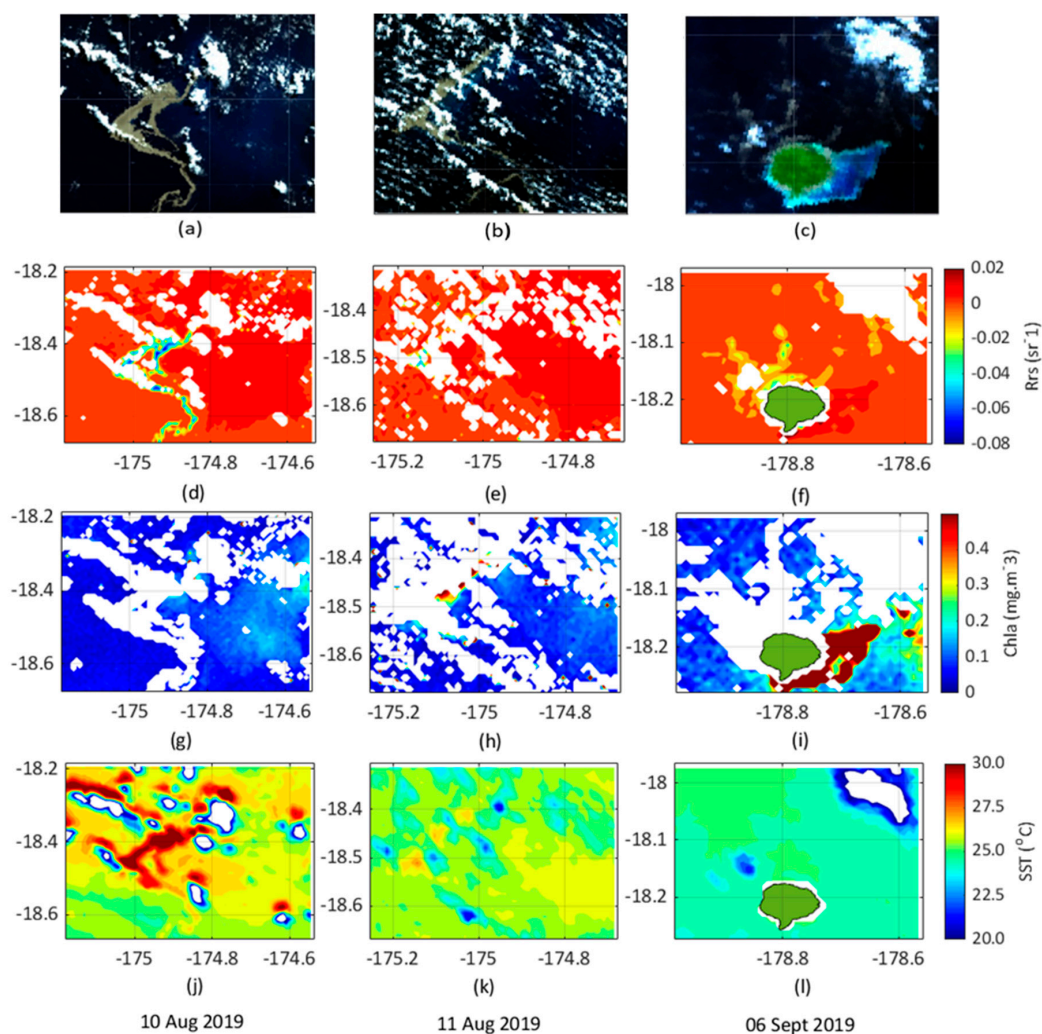 (a) (b) (c)
-18.2 -18 0.02
-18.4 0
-18.4 -18.1 -0.02
-18.5 -0.04
-18.6 -18.2 -0.06
-18.6 -0.08
Rrs (sr⁻1)
-175 -174.8 -174.6 -175.2 -175 -174.8 -178.8 -178.6
(d) (e) (f)
-18.2 -18
-18.4 0.4
-18.4 -18.1 0.3
-18.5 0.2
-18.6 -18.2 0.1
-18.6 0
Chla (mg.m⁻3)
-175 -174.8 -174.6 -175.2 -175 -174.8 -178.8 -178.6
(g) (h) (i)
-18.2 -18 30.0
-18.4 27.5
-18.4 -18.1 25.0
-18.5 22.5
-18.6 -18.2 20.0
-18.6
SST (°C)
-175 -174.8 -174.6 -175.2 -175 -174.8 -178.8 -178.6
(j) (k) (l)
10 Aug 2019 11 Aug 2019 06 Sept 2019